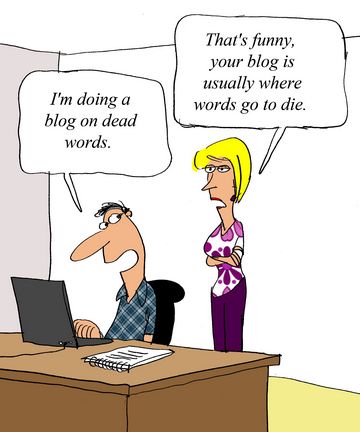 I'm doing a
blog on dead
words.
That's funny,
your blog is
usually where
words go to die.